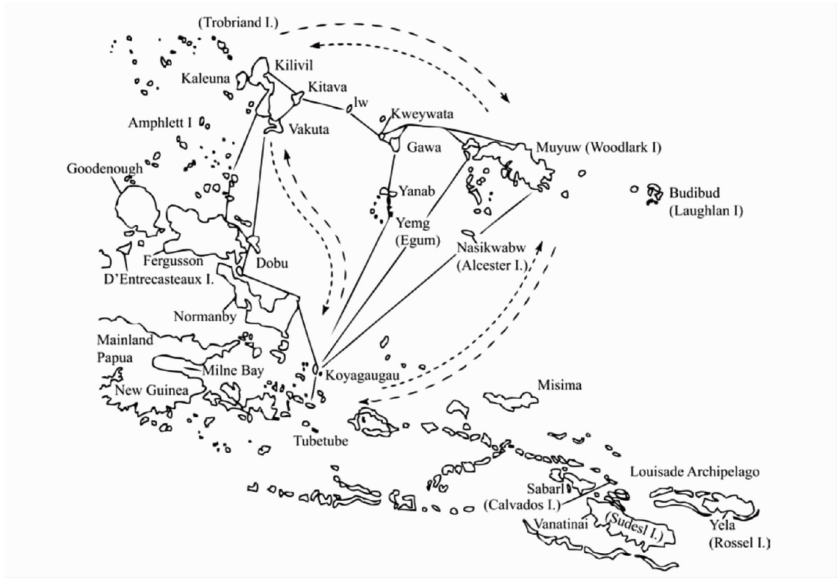 (Trobriand I.)
Kilivil
Kaleuna
Kitava
Iw
Kweywata
Amphlett I
Vakuta
Gawa
Muyuw (Woodlark I)
Goodenough
Yanab
Budibud
(Laughlan I)
Yemg
(Egum)
Nasikwabw
(Alcester I.)
Fergusson
Dobu
D'Entrecasteaux I.
Normanby
Mainland
Papua
Milne Bay
New Guinea
Koyagaugau
Misima
Tubetube
Louisade Archipelago
Sabarl
(Calvados I.)
Vanatinai
(Sudesl I.)
Yela
(Rossel I.)